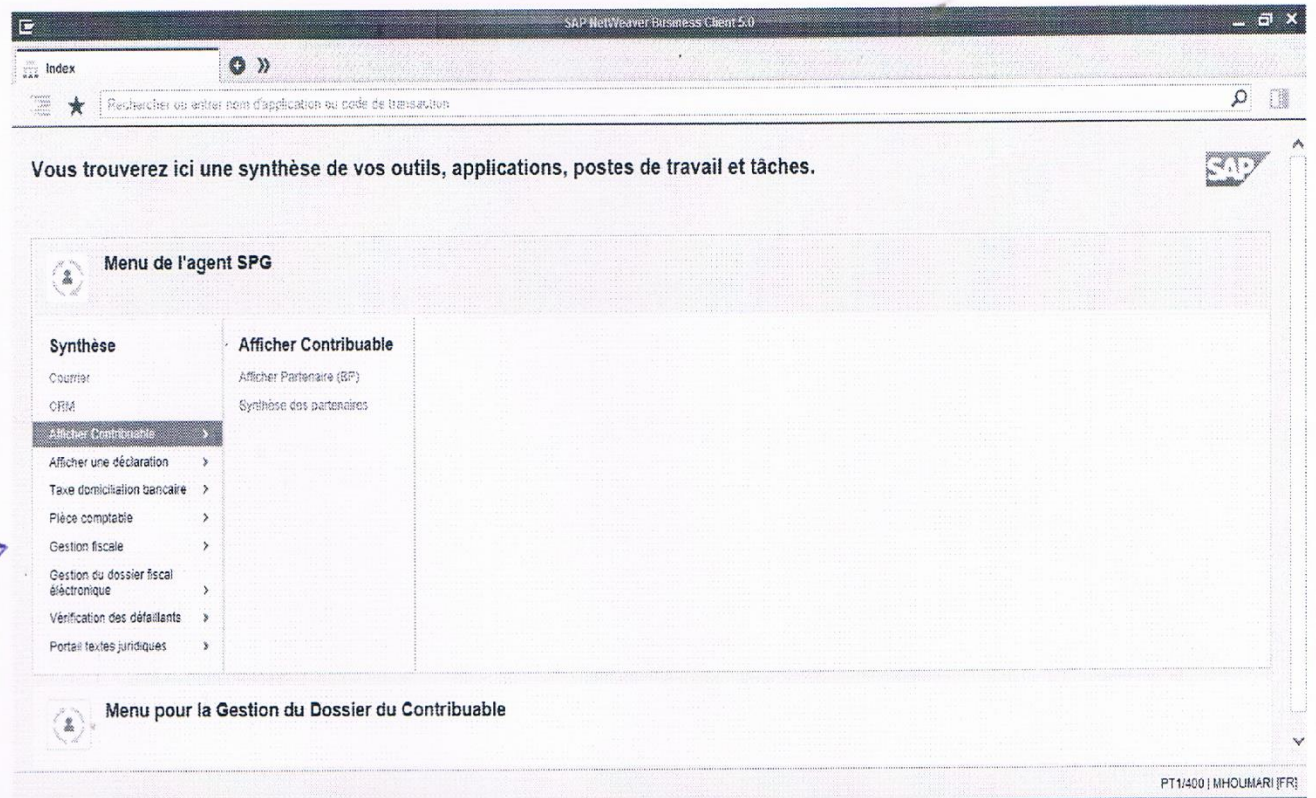 SAP NetWeaver Business Client 5.0
Index
Rechercher ou entrer nom d'application ou code de transaction
Vous trouverez ici une synthèse de vos outils, applications, postes de travail et tâches.
SAP
Menu de l'agent SPG
Synthèse
Courrier
CRM
Afficher Contribuable
Afficher une déclaration
Taxe domiciliation bancaire
Pièce comptable
Gestion fiscale
Gestion du dossier fiscal
éléctronique
Vérification des défaillants
Portail textes juridiques
Afficher Contribuable
Afficher Partenaire (BP)
Synthèse des partenaires
Menu pour la Gestion du Dossier du Contribuable
PT1/400 | MHOUMARI [FR]